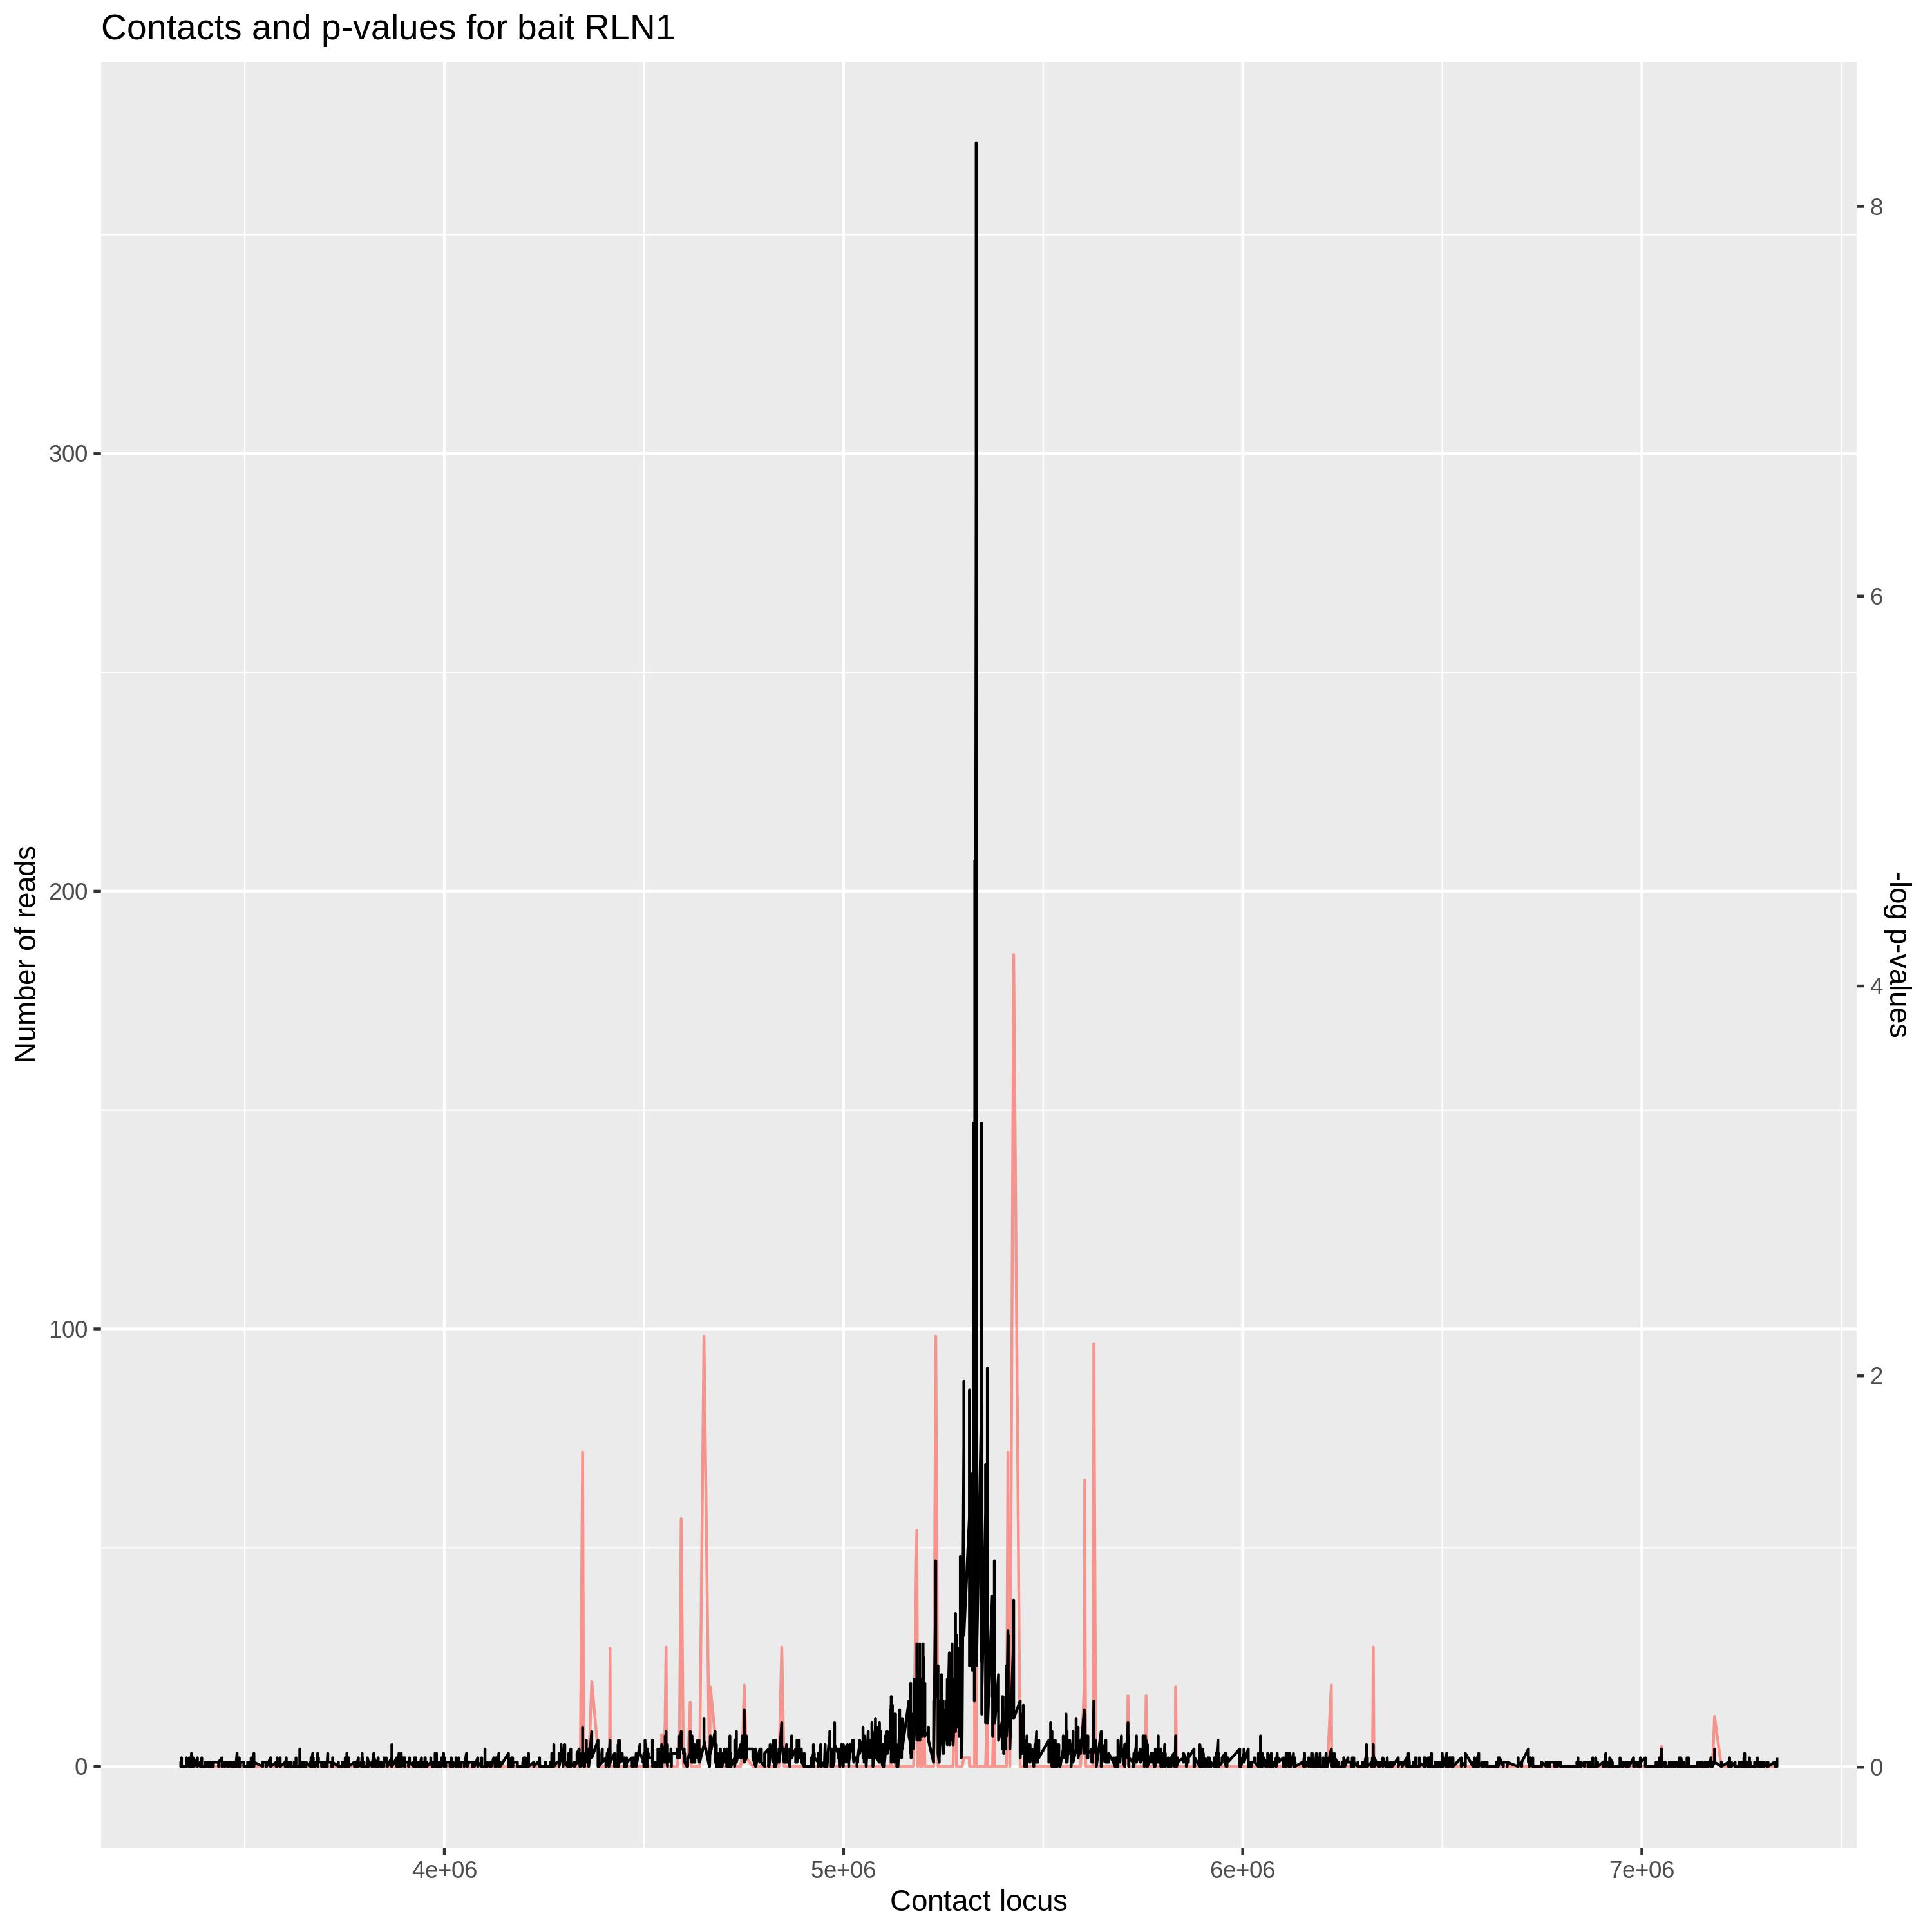 Contacts and p-values for bait RLN1
Number of reads
300
200
100
0
8
6
4
2
0
-log p-values
4e+06
5e+06
6e+06
7e+06
Contact locus